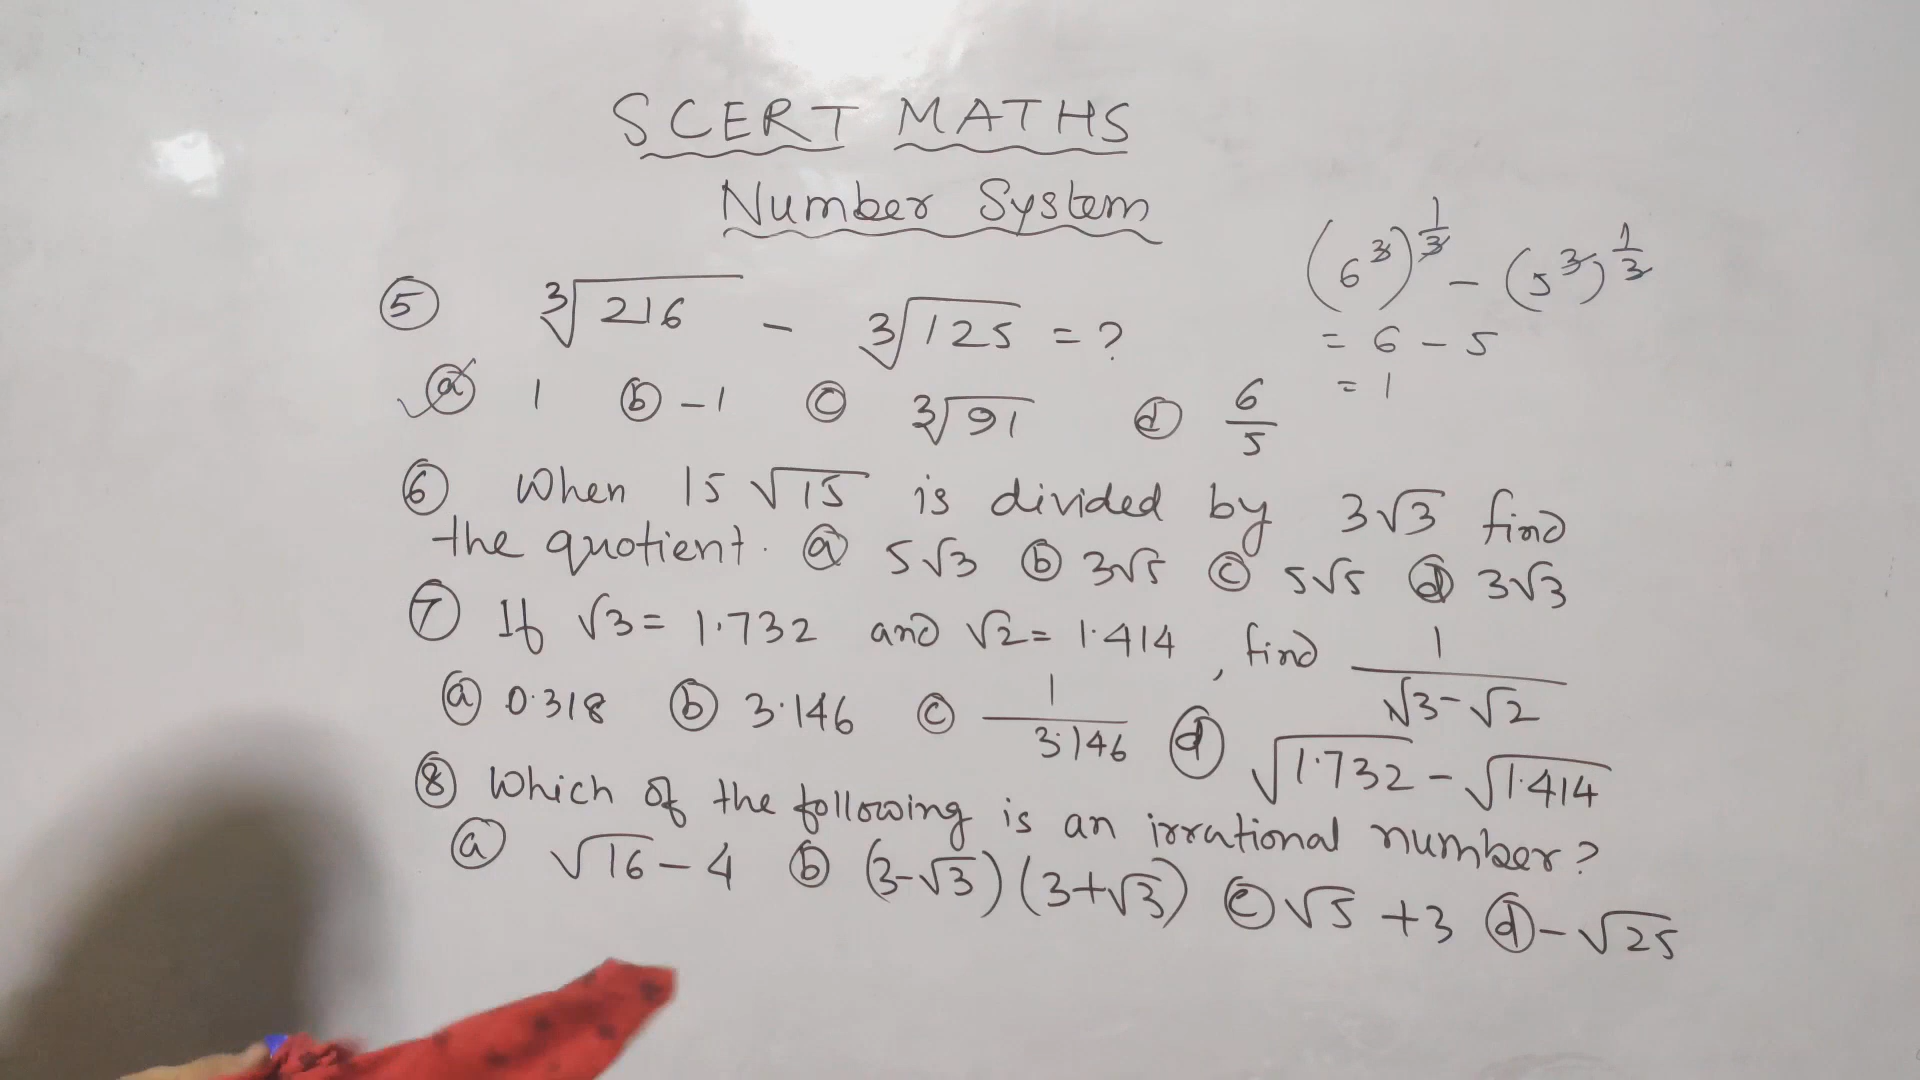 SCERT MATHS
Number System
(6³)^1/3 - (5³)^1/3
= 6 - 5
= 1
⑤ ∛216 - ∛125 = ?
ⓐ 1 ⓑ -1 ⓒ ∛91 ⓓ 6/5
⑥ When 15√15 is divided by 3√3 find
the quotient. ⓐ 5√3 ⓑ 3√5 ⓒ 5√5 ⓓ 3√3
⑦ If √3 = 1.732 and √2 = 1.414, find 1/(√3-√2)
ⓐ 0.318 ⓑ 3.146 ⓒ 1/3.146 ⓓ √1.732 - √1.414
⑧ Which of the following is an irrational number?
ⓐ √16 - 4 ⓑ (3-√3)(3+√3) ⓒ √5 + 3 ⓓ -√25